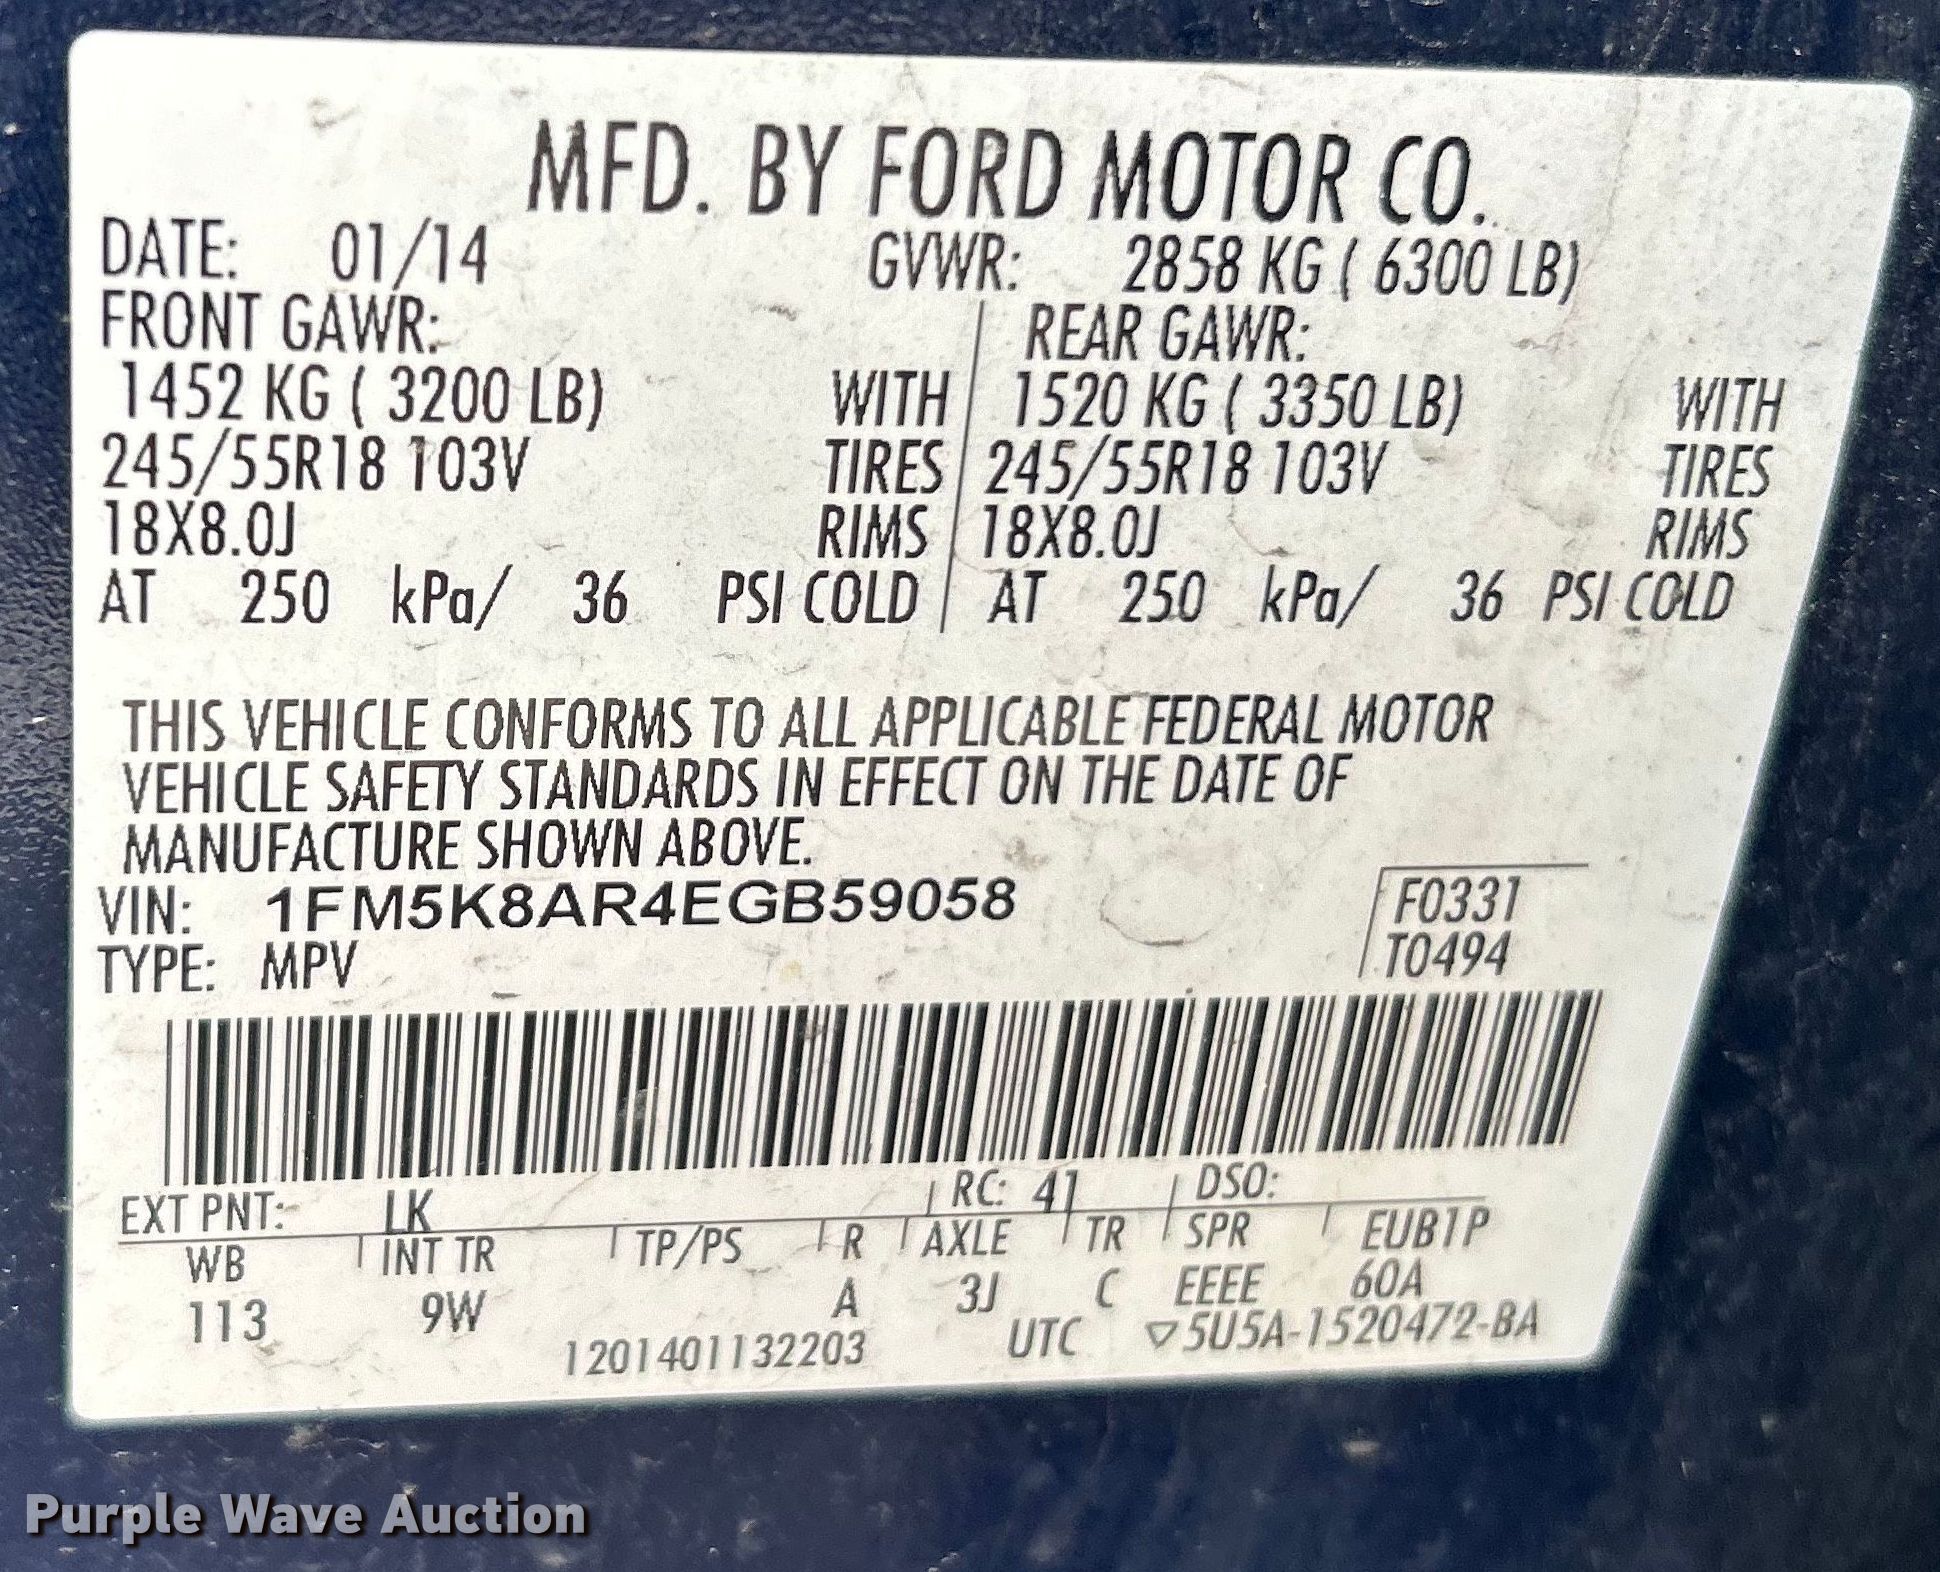 MFD. BY FORD MOTOR CO.
DATE: 01/14 GVWR: 2858 KG ( 6300 LB)
FRONT GAWR: REAR GAWR:
1452 KG ( 3200 LB) WITH 1520 KG ( 3350 LB) WITH
245/55R18 103V TIRES 245/55R18 103V TIRES
18X8.0J RIMS 18X8.0J RIMS
AT 250 kPa/ 36 PSI COLD AT 250 kPa/ 36 PSI COLD
THIS VEHICLE CONFORMS TO ALL APPLICABLE FEDERAL MOTOR
VEHICLE SAFETY STANDARDS IN EFFECT ON THE DATE OF
MANUFACTURE SHOWN ABOVE.
VIN: 1FM5K8AR4EGB59058 F0331
TYPE: MPV T0494
EXT PNT: LK RC: 41 DSO:
WB INT TR TP/PS R AXLE TR SPR EUB1P
113 9W A 3J C EEEE 60A
1201401132203 UTC ▽5U5A-1520472-BA
Purple Wave Auction